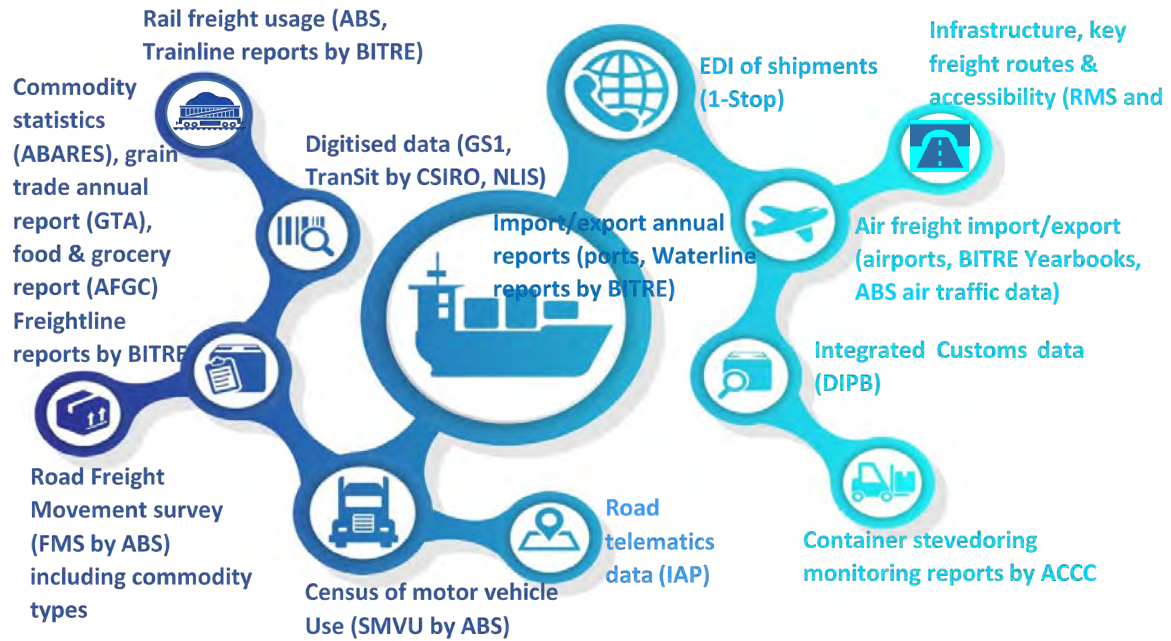 Rail freight usage (ABS,
Trainline reports by BITRE)
Commodity
statistics
(ABARES), grain
trade annual
report (GTA),
food & grocery
report (AFGC)
Freightline
reports by BITRE
Digitised data (GS1,
TranSit by CSIRO, NLIS)
Import/export annual
reports (ports, Waterline
reports by BITRE)
EDI of shipments
(1-Stop)
Infrastructure, key
freight routes &
accessibility (RMS and
Air freight import/export
(airports, BITRE Yearbooks,
ABS air traffic data)
Integrated Customs data
(DIPB)
Container stevedoring
monitoring reports by ACCC
Road
telematics
data (IAP)
Census of motor vehicle
Use (SMVU by ABS)
Road Freight
Movement survey
(FMS by ABS)
including commodity
types